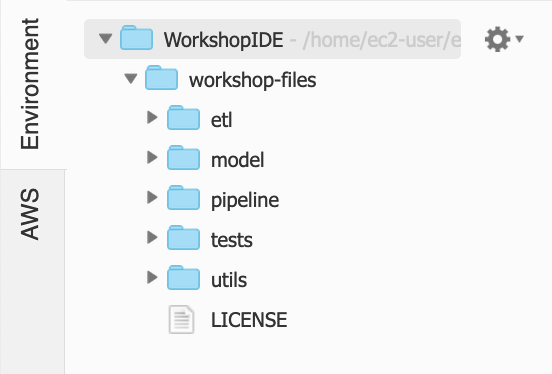 Environment
AWS
WorkshopIDE - /home/ec2-user/e
workshop-files
etl
model
pipeline
tests
utils
LICENSE